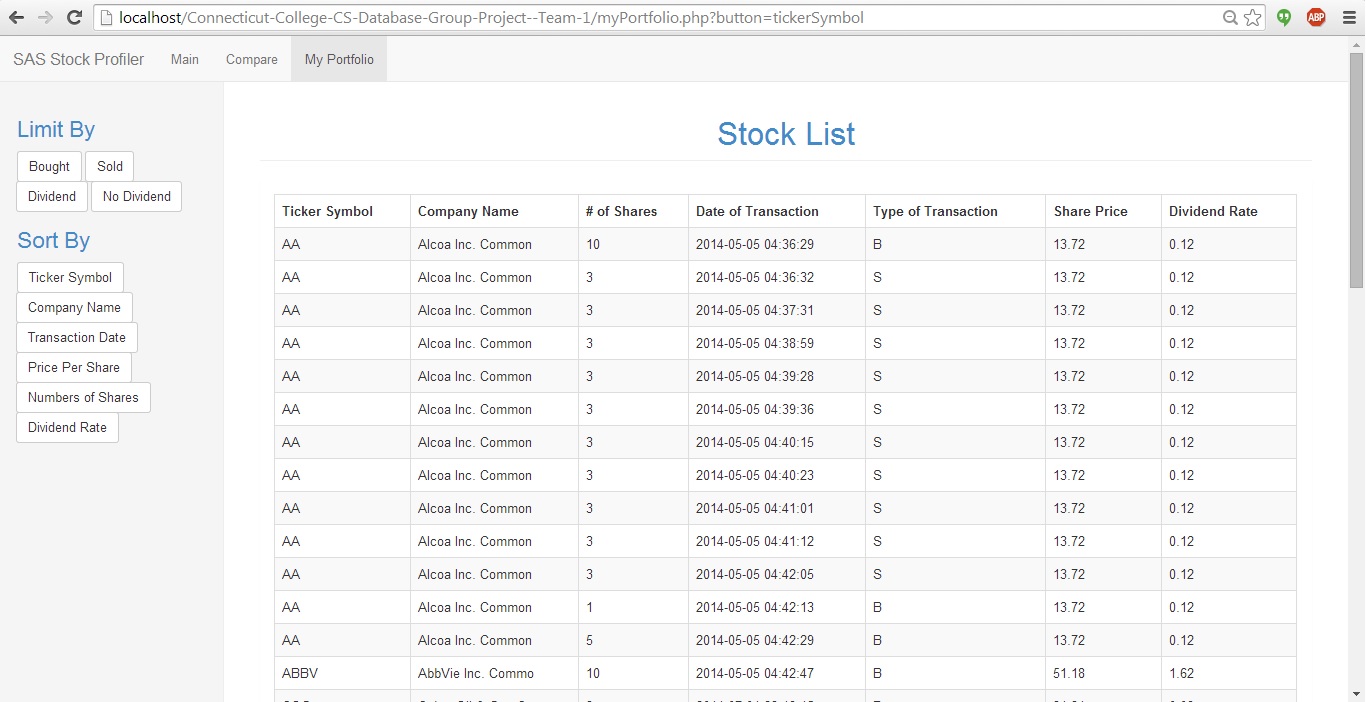 localhost/Connecticut-College-CS-Database-Group-Project--Team-1/myPortfolio.php?button=tickerSymbol
ABP
SAS Stock Profiler Main Compare My Portfolio
Limit By
Bought Sold
Dividend No Dividend
Sort By
Ticker Symbol
Company Name
Transaction Date
Price Per Share
Numbers of Shares
Dividend Rate
Stock List
Ticker Symbol Company Name # of Shares Date of Transaction Type of Transaction Share Price Dividend Rate
AA Alcoa Inc. Common 10 2014-05-05 04:36:29 B 13.72 0.12
AA Alcoa Inc. Common 3 2014-05-05 04:36:32 S 13.72 0.12
AA Alcoa Inc. Common 3 2014-05-05 04:37:31 S 13.72 0.12
AA Alcoa Inc. Common 3 2014-05-05 04:38:59 S 13.72 0.12
AA Alcoa Inc. Common 3 2014-05-05 04:39:28 S 13.72 0.12
AA Alcoa Inc. Common 3 2014-05-05 04:39:36 S 13.72 0.12
AA Alcoa Inc. Common 3 2014-05-05 04:40:15 S 13.72 0.12
AA Alcoa Inc. Common 3 2014-05-05 04:40:23 S 13.72 0.12
AA Alcoa Inc. Common 3 2014-05-05 04:41:01 S 13.72 0.12
AA Alcoa Inc. Common 3 2014-05-05 04:41:12 S 13.72 0.12
AA Alcoa Inc. Common 3 2014-05-05 04:42:05 S 13.72 0.12
AA Alcoa Inc. Common 1 2014-05-05 04:42:13 B 13.72 0.12
AA Alcoa Inc. Common 5 2014-05-05 04:42:29 B 13.72 0.12
ABBV AbbVie Inc. Commo 10 2014-05-05 04:42:47 B 51.18 1.62